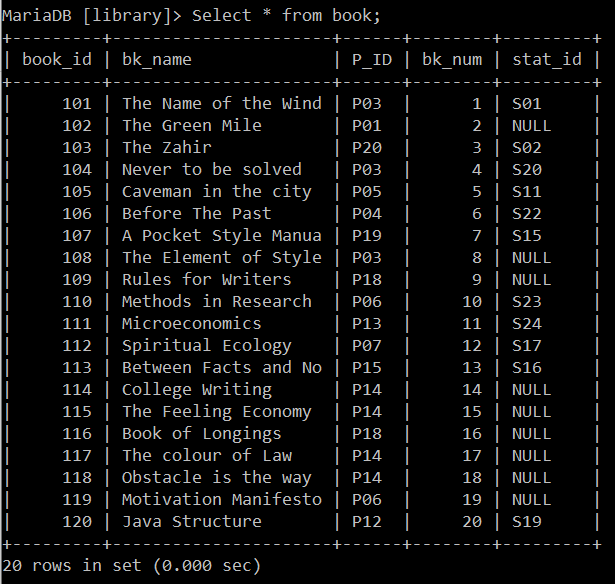 MariaDB [library]> Select * from book;
+---------+----------------------+------+--------+---------+
| book_id | bk_name              | P_ID | bk_num | stat_id |
+---------+----------------------+------+--------+---------+
|     101 | The Name of the Wind | P03  |      1 | S01     |
|     102 | The Green Mile       | P01  |      2 | NULL    |
|     103 | The Zahir            | P20  |      3 | S02     |
|     104 | Never to be solved   | P03  |      4 | S20     |
|     105 | Caveman in the city  | P05  |      5 | S11     |
|     106 | Before The Past      | P04  |      6 | S22     |
|     107 | A Pocket Style Manua | P19  |      7 | S15     |
|     108 | The Element of Style | P03  |      8 | NULL    |
|     109 | Rules for Writers    | P18  |      9 | NULL    |
|     110 | Methods in Research  | P06  |     10 | S23     |
|     111 | Microeconomics       | P13  |     11 | S24     |
|     112 | Spiritual Ecology    | P07  |     12 | S17     |
|     113 | Between Facts and No | P15  |     13 | S16     |
|     114 | College Writing      | P14  |     14 | NULL    |
|     115 | The Feeling Economy  | P14  |     15 | NULL    |
|     116 | Book of Longings     | P18  |     16 | NULL    |
|     117 | The colour of Law    | P14  |     17 | NULL    |
|     118 | Obstacle is the way  | P14  |     18 | NULL    |
|     119 | Motivation Manifesto | P06  |     19 | NULL    |
|     120 | Java Structure       | P12  |     20 | S19     |
+---------+----------------------+------+--------+---------+
20 rows in set (0.000 sec)